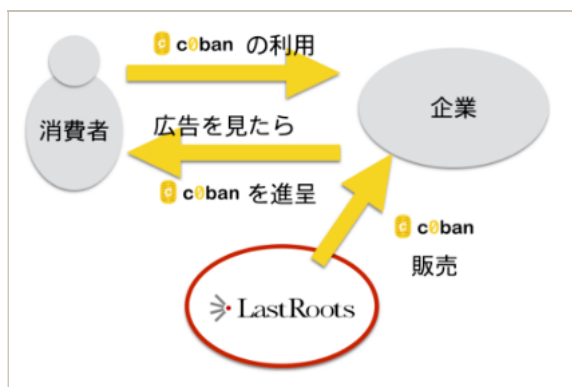 c0ban の利用
消費者
企業
広告を見たら
c0ban を進呈
c0ban
販売
LastRoots